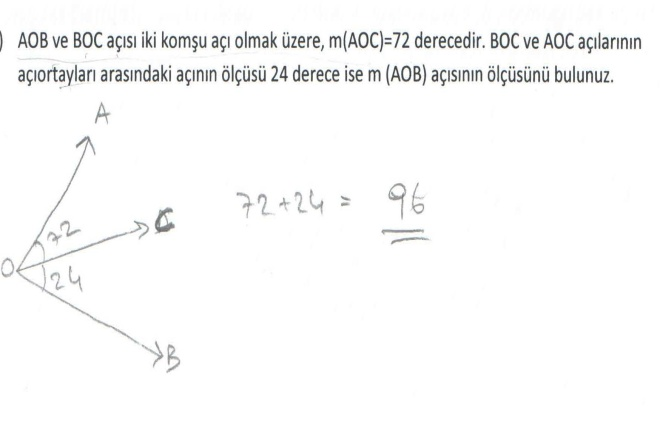 ) AOB ve BOC açısı iki komşu açı olmak üzere, m(AOC)=72 derecedir. BOC ve AOC açılarının
açıortayları arasındaki açının ölçüsü 24 derece ise m (AOB) açısının ölçüsünü bulunuz.
A
72+24 = 96
C
72
O
24
B